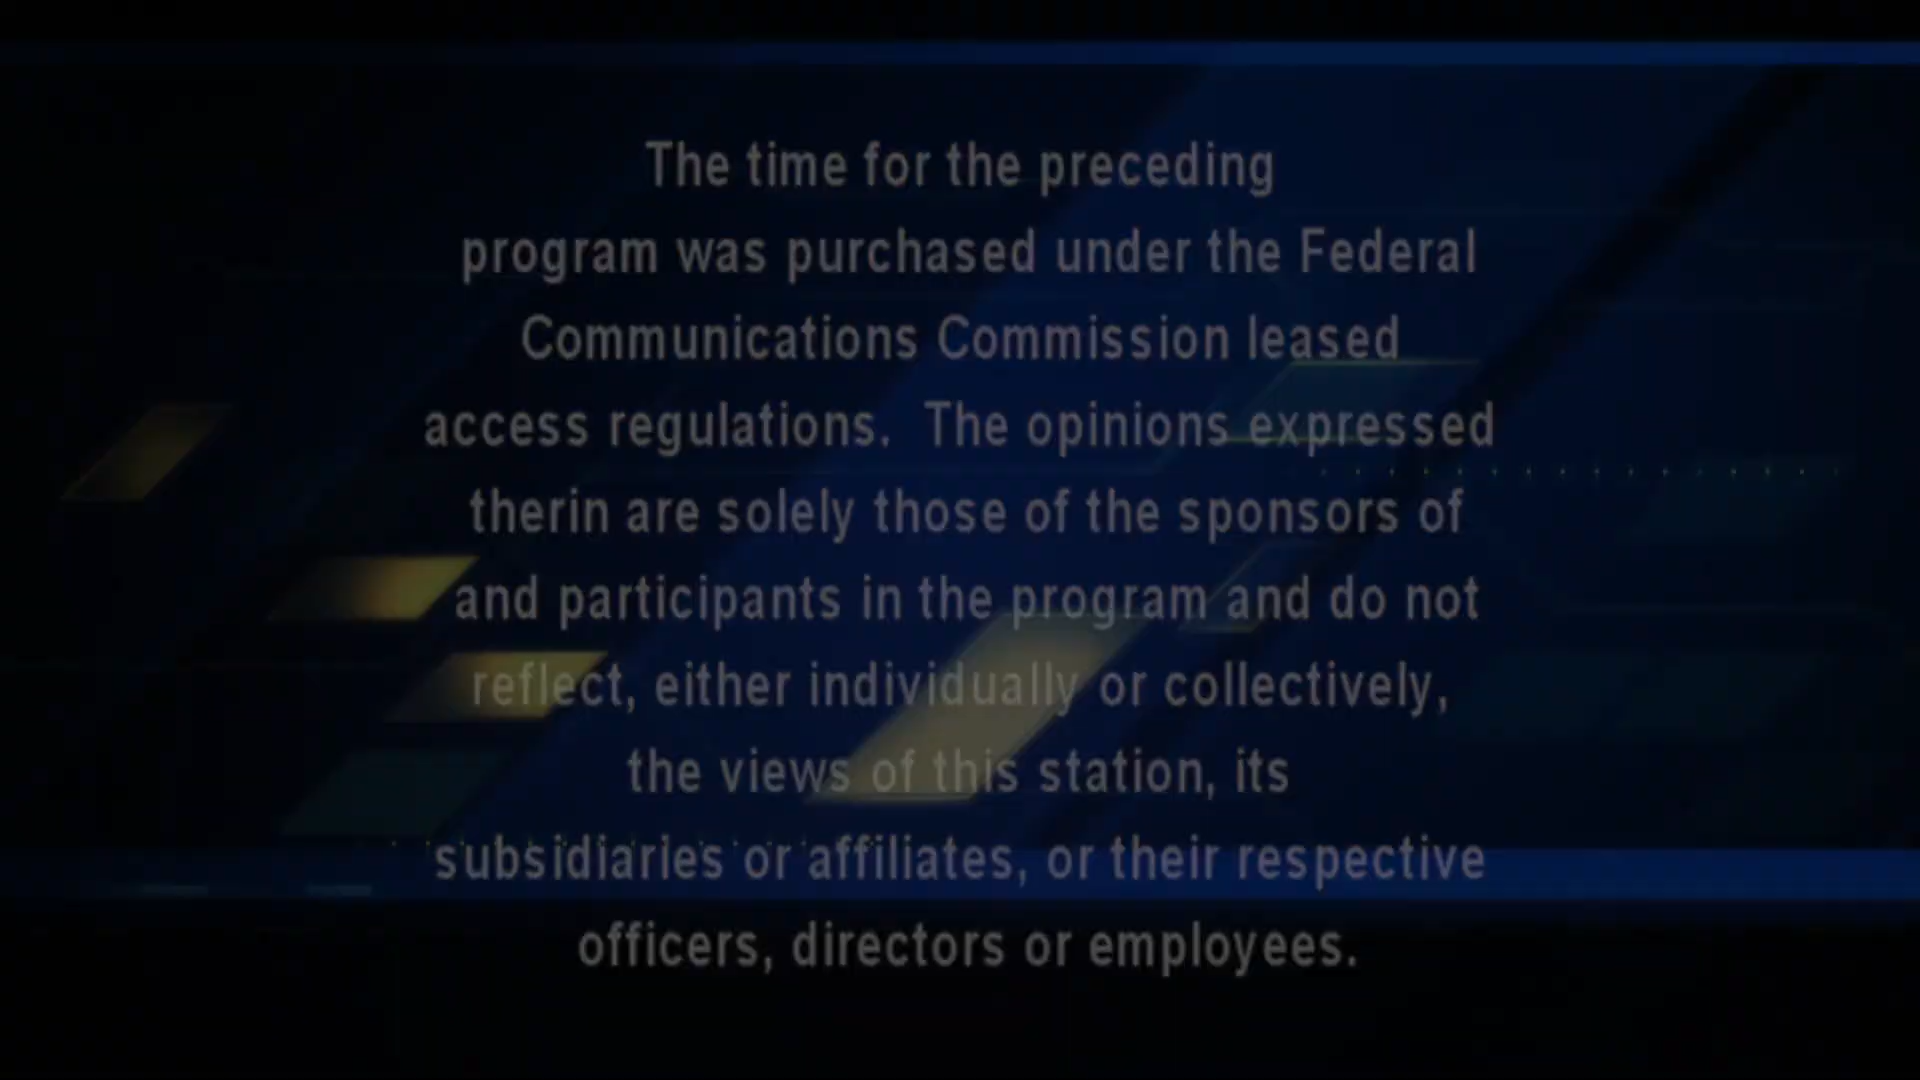 The time for the preceding
program was purchased under the Federal
Communications Commission leased
access regulations.  The opinions expressed
therin are solely those of the sponsors of
and participants in the program and do not
reflect, either individually or collectively,
the views of this station, its
subsidiaries or affiliates, or their respective
officers, directors or employees.